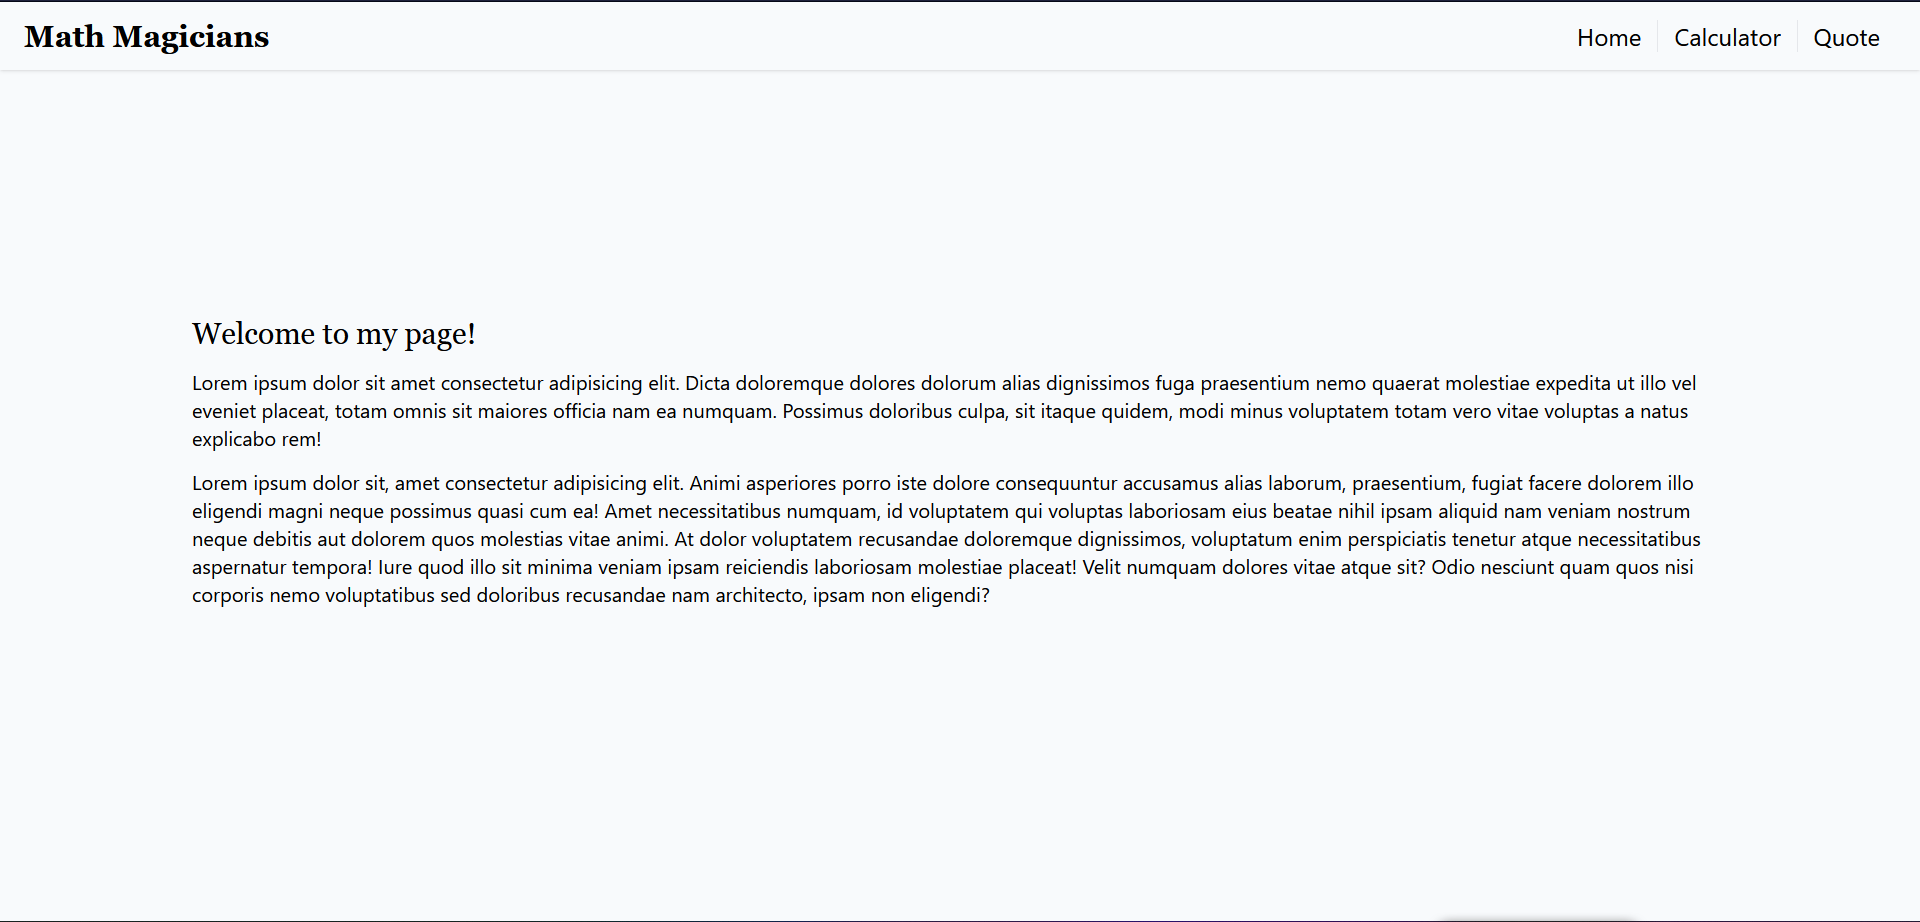 Math Magicians
Home
Calculator
Quote
Welcome to my page!
Lorem ipsum dolor sit amet consectetur adipisicing elit. Dicta doloremque dolores dolorum alias dignissimos fuga praesentium nemo quaerat molestiae expedita ut illo vel
eveniet placeat, totam omnis sit maiores officia nam ea numquam. Possimus doloribus culpa, sit itaque quidem, modi minus voluptatem totam vero vitae voluptas a natus
explicabo rem!
Lorem ipsum dolor sit, amet consectetur adipisicing elit. Animi asperiores porro iste dolore consequuntur accusamus alias laborum, praesentium, fugiat facere dolorem illo
eligendi magni neque possimus quasi cum ea! Amet necessitatibus numquam, id voluptatem qui voluptas laboriosam eius beatae nihil ipsam aliquid nam veniam nostrum
neque debitis aut dolorem quos molestias vitae animi. At dolor voluptatem recusandae doloremque dignissimos, voluptatum enim perspiciatis tenetur atque necessitatibus
aspernatur tempora! Iure quod illo sit minima veniam ipsam reiciendis laboriosam molestiae placeat! Velit numquam dolores vitae atque sit? Odio nesciunt quam quos nisi
corporis nemo voluptatibus sed doloribus recusandae nam architecto, ipsam non eligendi?